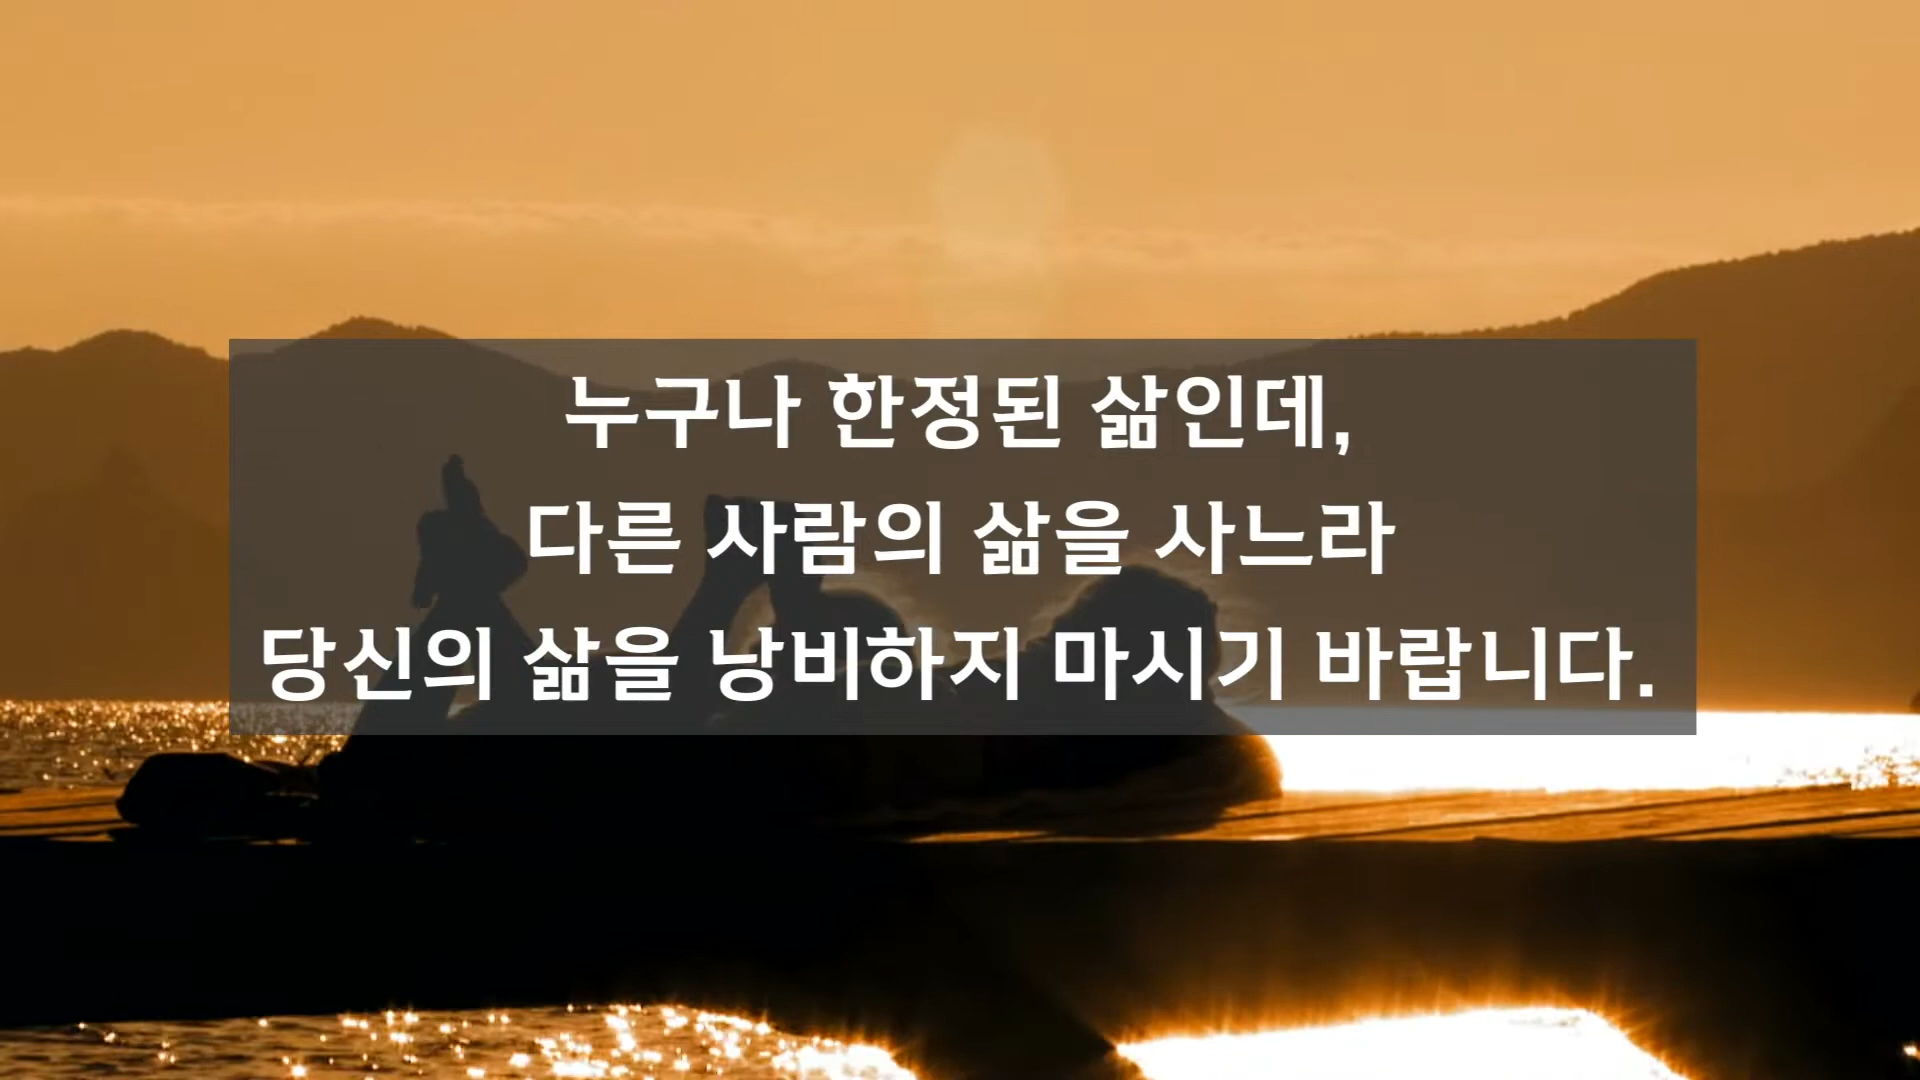 누구나 한정된 삶인데,
다른 사람의 삶을 사느라
당신의 삶을 낭비하지 마시기 바랍니다.